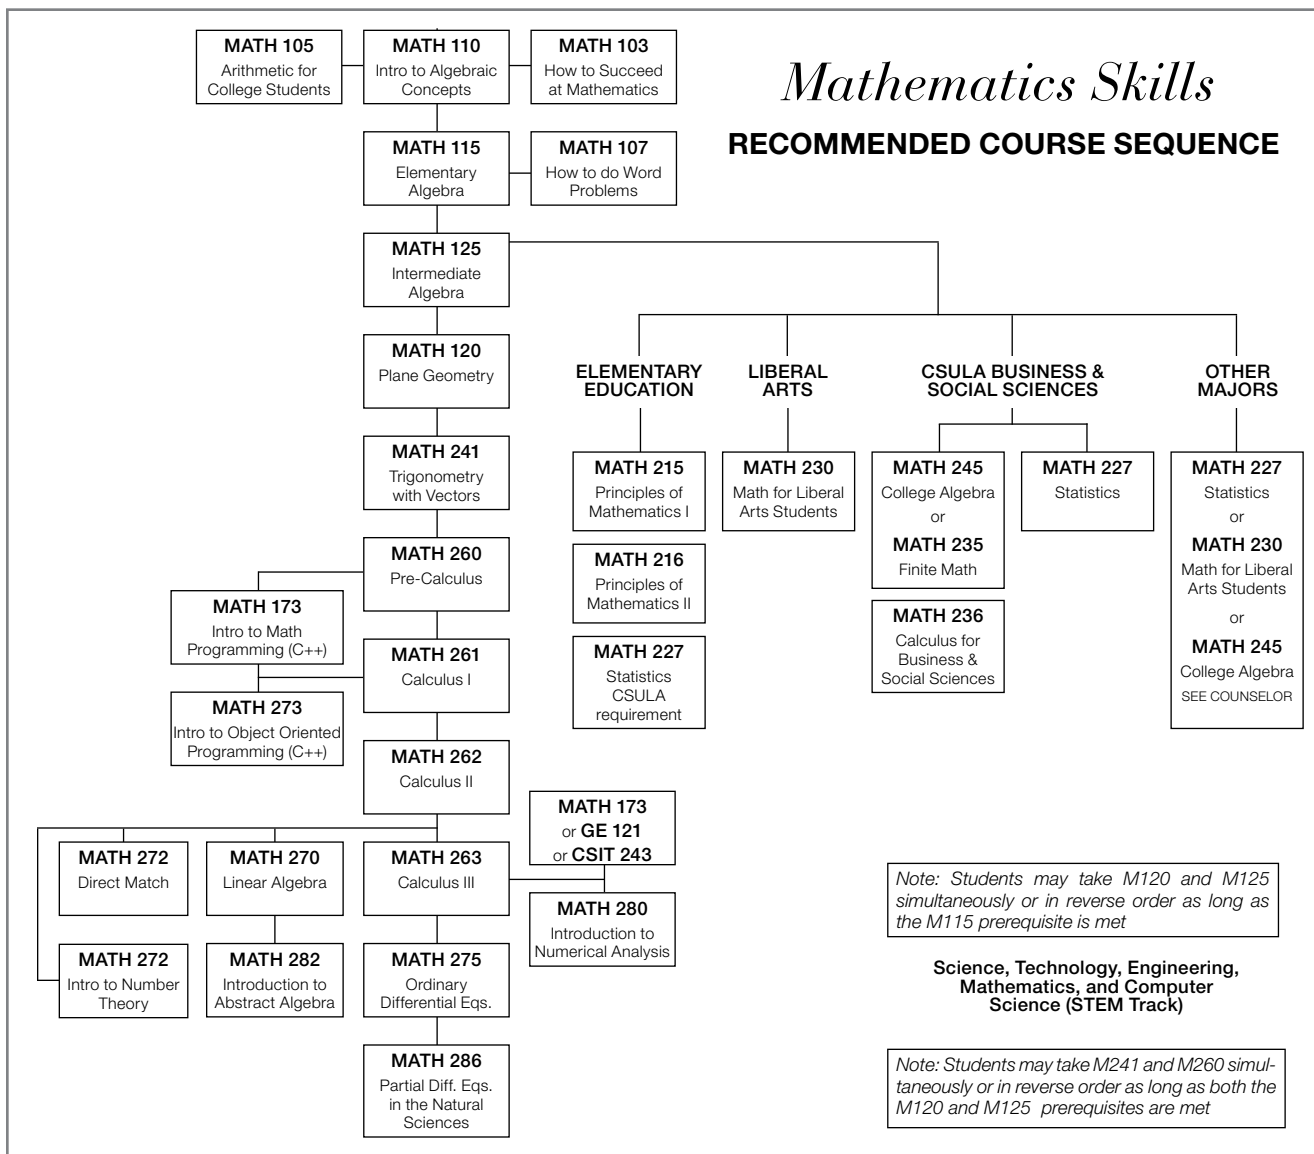 MATH 105
Arithmetic for
College Students
MATH 110
Intro to Algebraic
Concepts
MATH 103
How to Succeed
at Mathematics
Mathematics Skills
RECOMMENDED COURSE SEQUENCE
MATH 115
Elementary
Algebra
MATH 107
How to do Word
Problems
MATH 125
Intermediate
Algebra
MATH 120
Plane Geometry
MATH 241
Trigonometry
with Vectors
MATH 260
Pre-Calculus
MATH 173
Intro to Math
Programming (C++)
MATH 261
Calculus I
MATH 273
Intro to Object Oriented
Programming (C++)
MATH 262
Calculus II
MATH 173
or GE 121
or CSIT 243
MATH 272
Direct Match
MATH 270
Linear Algebra
MATH 263
Calculus III
MATH 280
Introduction to
Numerical Analysis
MATH 272
Intro to Number
Theory
MATH 282
Introduction to
Abstract Algebra
MATH 275
Ordinary
Differential Eqs.
MATH 286
Partial Diff. Eqs.
in the Natural
Sciences
ELEMENTARY
EDUCATION
MATH 215
Principles of
Mathematics I
MATH 216
Principles of
Mathematics II
MATH 227
Statistics
CSULA
requirement
LIBERAL
ARTS
MATH 230
Math for Liberal
Arts Students
CSULA BUSINESS &
SOCIAL SCIENCES
MATH 245
College Algebra
or
MATH 235
Finite Math
MATH 236
Calculus for
Business &
Social Sciences
MATH 227
Statistics
OTHER
MAJORS
MATH 227
Statistics
or
MATH 230
Math for Liberal
Arts Students
or
MATH 245
College Algebra
SEE COUNSELOR
Note: Students may take M120 and M125
simultaneously or in reverse order as long as
the M115 prerequisite is met
Science, Technology, Engineering,
Mathematics, and Computer
Science (STEM Track)
Note: Students may take M241 and M260 simul-
taneously or in reverse order as long as both the
M120 and M125 prerequisites are met